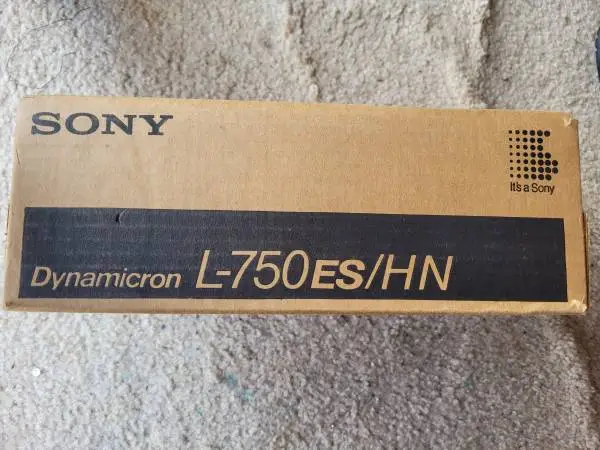 SONY
It's a Sony
Dynamicron L-750ES/HN